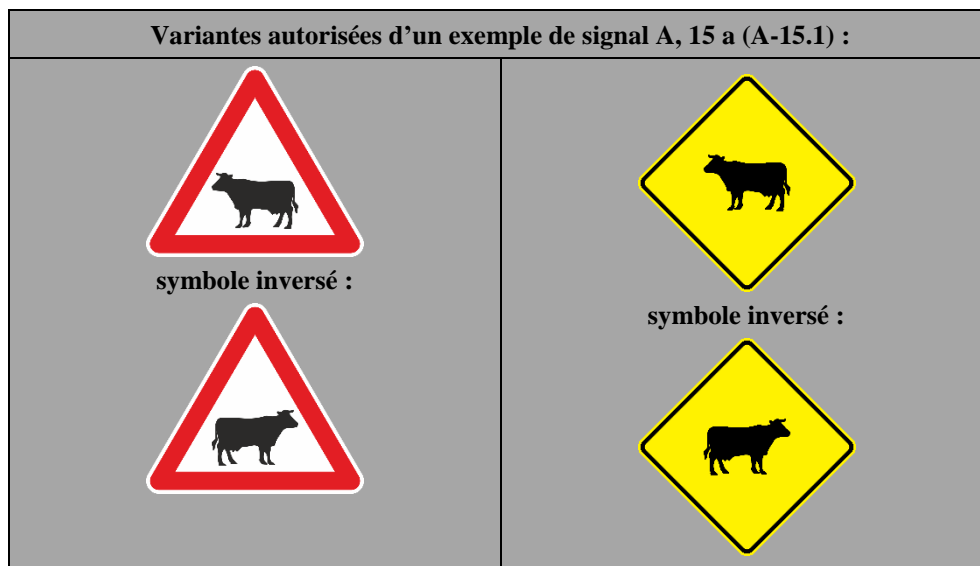 Variantes autorisées d’un exemple de signal A, 15 a (A-15.1) :
symbole inversé :
symbole inversé :